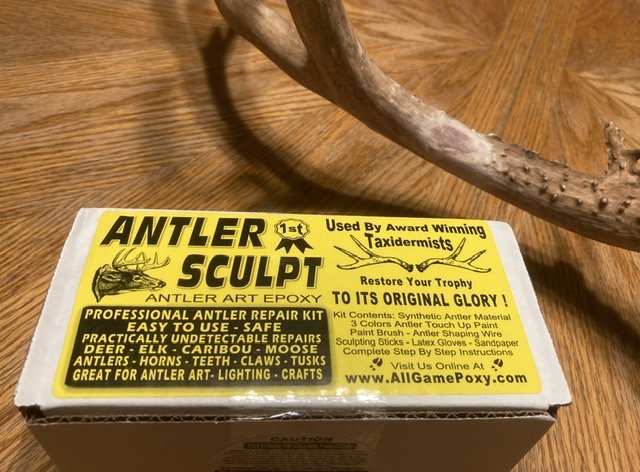 ANTLER
1st
SCULPT
ANTLER ART EPOXY
PROFESSIONAL ANTLER REPAIR KIT
EASY TO USE - SAFE
PRACTICALLY UNDETECTABLE REPAIRS
DEER - ELK - CARIBOU - MOOSE
ANTLERS - HORNS - TEETH - CLAWS - TUSKS
GREAT FOR ANTLER ART - LIGHTING - CRAFTS
Used By Award Winning
Taxidermists
Restore Your Trophy
TO ITS ORIGINAL GLORY !
Kit Contents: Synthetic Antler Material
3 Colors Antler Touch Up Paint
Paint Brush - Antler Shaping Wire
Sculpting Sticks - Latex Gloves - Sandpaper
Complete Step By Step Instructions
Visit Us Online At
www.AllGamePoxy.com
CAUTION